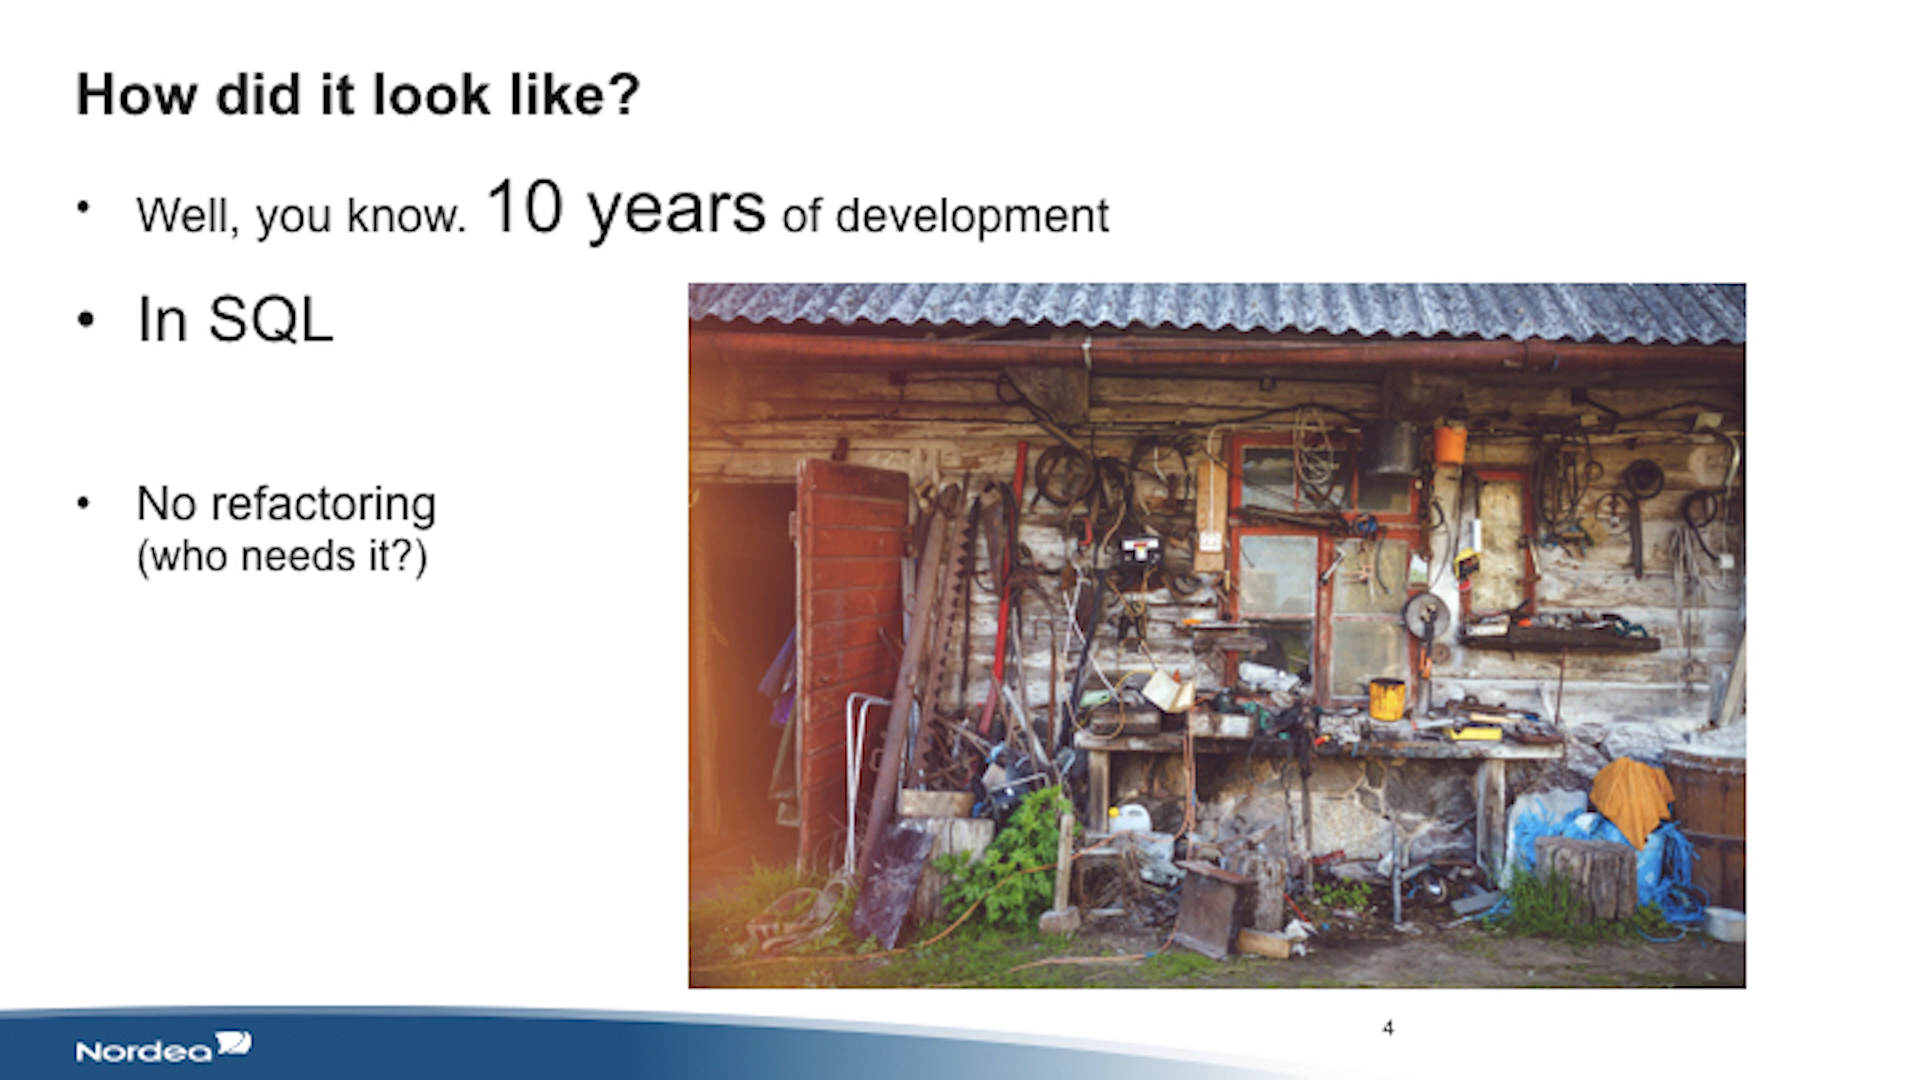 How did it look like?
• Well, you know. 10 years of development
• In SQL
• No refactoring
(who needs it?)
4
Nordea